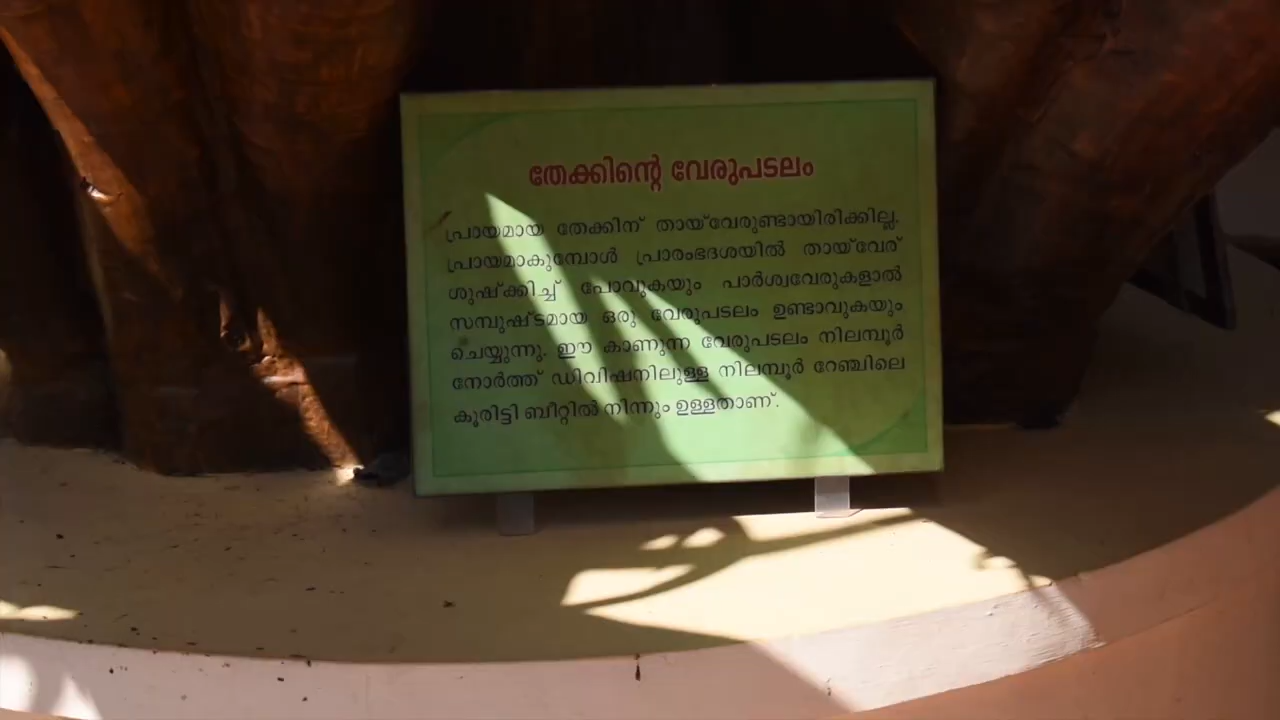 തേക്കിന്റെ വേരുപടലം
പ്രായമായ തേക്കിന് തായ്‌വേരുണ്ടായിരിക്കില്ല.
പ്രായമാകുമ്പോൾ പ്രാരംഭദശയിൽ തായ്‌വേര്
ശുഷ്ക്കിച്ച് പോവുകയും പാർശ്വവേരുകളാൽ
സമ്പുഷ്ടമായ ഒരു വേരുപടലം ഉണ്ടാവുകയും
ചെയ്യുന്നു. ഈ കാണുന്ന വേരുപടലം നിലമ്പൂർ
നോർത്ത് ഡിവിഷനിലുള്ള നിലമ്പൂർ റേഞ്ചിലെ
കൂരിട്ടി ബീറ്റിൽ നിന്നും ഉള്ളതാണ്.